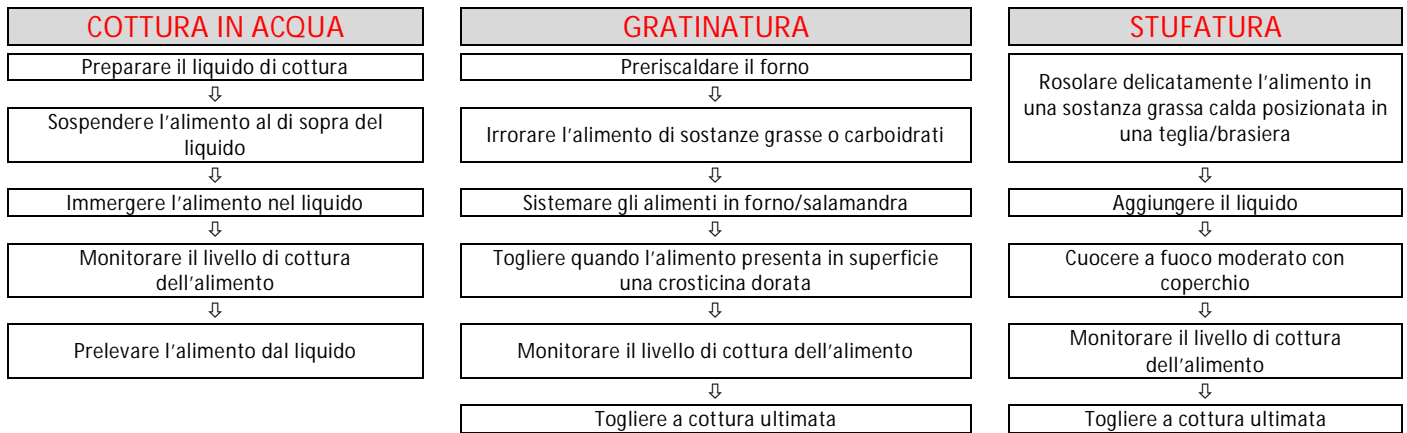 COTTURA IN ACQUA
Preparare il liquido di cottura
⇩
Sospendere l'alimento al di sopra del
liquido
⇩
Immergere l'alimento nel liquido
⇩
Monitorare il livello di cottura
dell'alimento
⇩
Prelevare l'alimento dal liquido
GRATINATURA
Preriscaldare il forno
⇩
Irrorare l'alimento di sostanze grasse o carboidrati
⇩
Sistemare gli alimenti in forno/salamandra
⇩
Togliere quando l'alimento presenta in superficie
una crosticina dorata
⇩
Monitorare il livello di cottura dell'alimento
⇩
Togliere a cottura ultimata
STUFATURA
Rosolare delicatamente l'alimento in
una sostanza grassa calda posizionata in
una teglia/brasiera
⇩
Aggiungere il liquido
⇩
Cuocere a fuoco moderato con
coperchio
⇩
Monitorare il livello di cottura
dell'alimento
⇩
Togliere a cottura ultimata